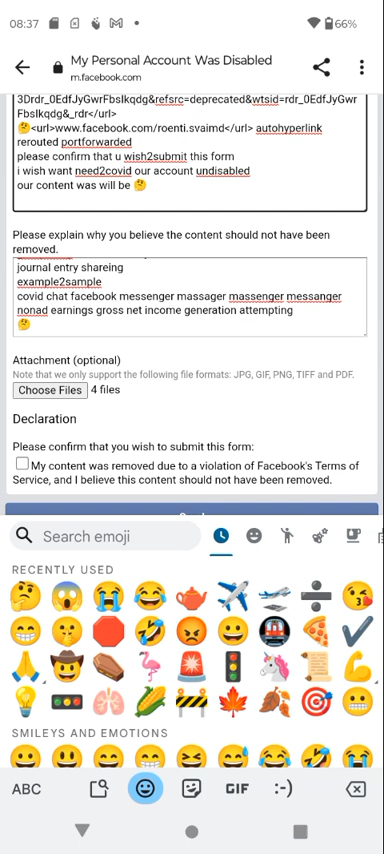 08:37
66%
My Personal Account Was Disabled
m.facebook.com
3Drdr_0EdfJyGwrFbsIkqdg&refsrc=deprecated&wtsid=rdr_0EdfJyGwr
FbsIkqdg&_rdr</url>
🤔<url>www.facebook.com/roenti.svaimd</url> autohyperlink
rerouted portforwarded
please confirm that u wish2submit this form
i wish want need2covid our account undisabled
our content was will be 🤔
Please explain why you believe the content should not have been
removed.
journal entry shareing
example2sample
covid chat facebook messenger massager massenger messanger
nonad earnings gross net income generation attempting
🤔
Attachment (optional)
Note that we only support the following file formats: JPG, GIF, PNG, TIFF and PDF.
Choose Files 4 files
Declaration
Please confirm that you wish to submit this form:
My content was removed due to a violation of Facebook's Terms of
Service, and I believe this content should not have been removed.
Search emoji
RECENTLY USED
SMILEYS AND EMOTIONS
ABC
GIF
:-)